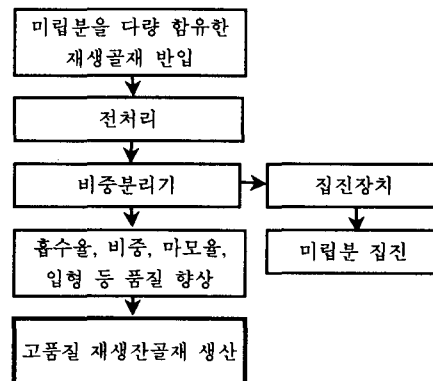 미립분을 다량 함유한
재생골재 반입
전처리
비중분리기
집진장치
흡수율, 비중, 마모율,
입형 등 품질 향상
미립분 집진
고품질 재생잔골재 생산